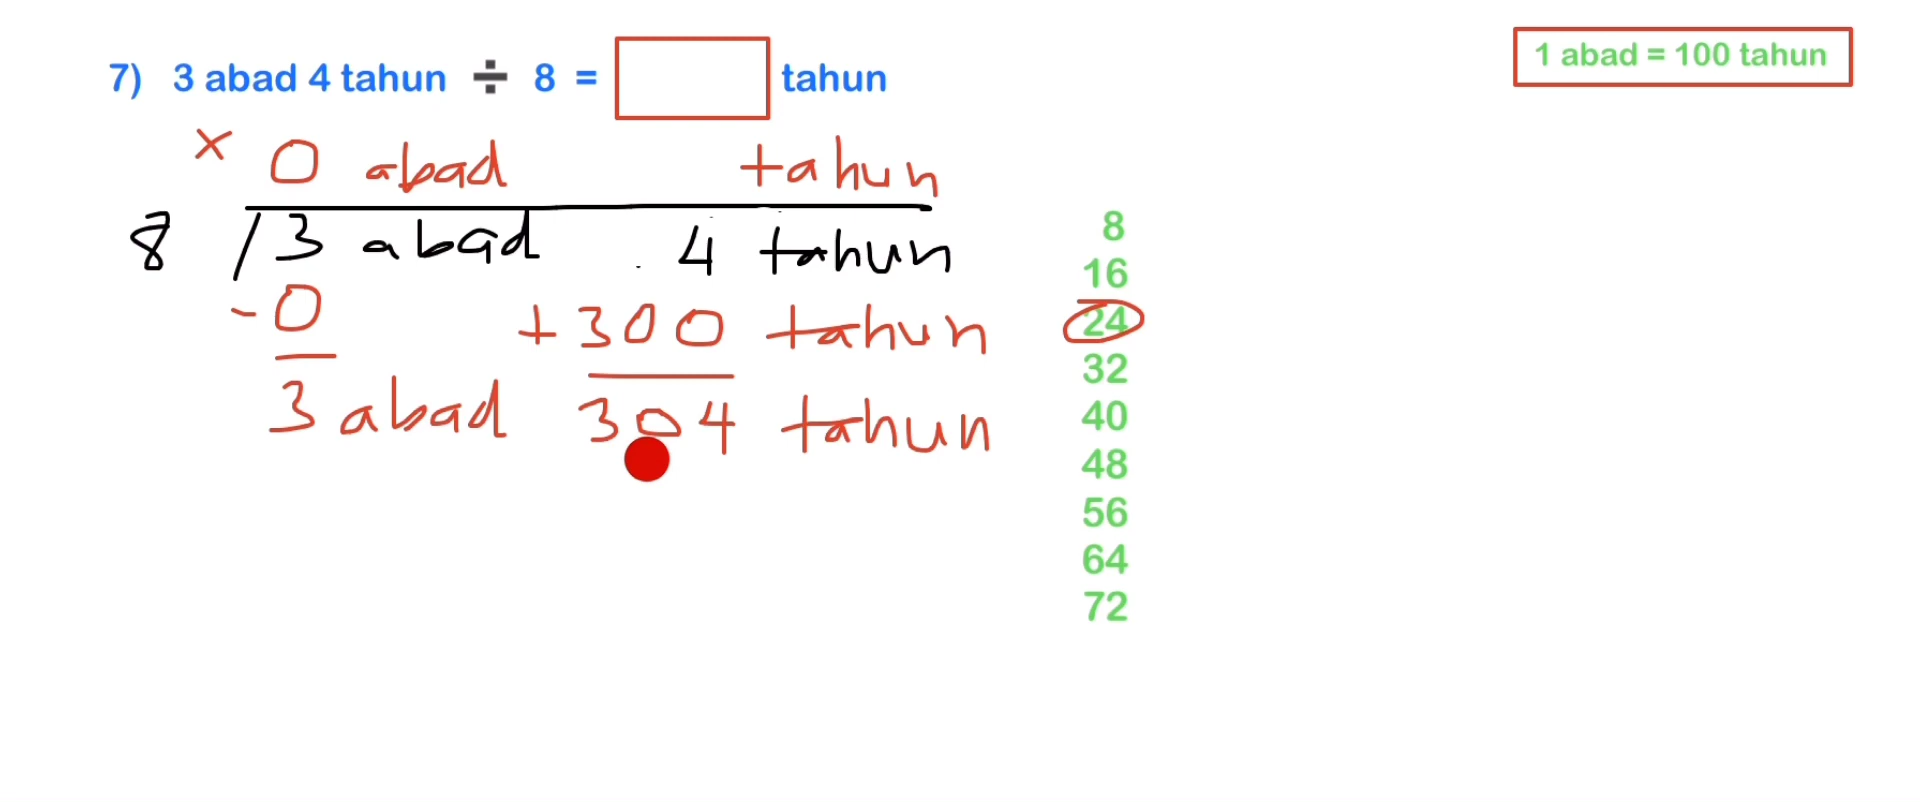 7) 3 abad 4 tahun ÷ 8 = tahun
1 abad = 100 tahun
× 0 abad tahun
8 / 3 abad 4 tahun
- 0 + 300 tahun
3 abad 304 tahun
8
16
24
32
40
48
56
64
72